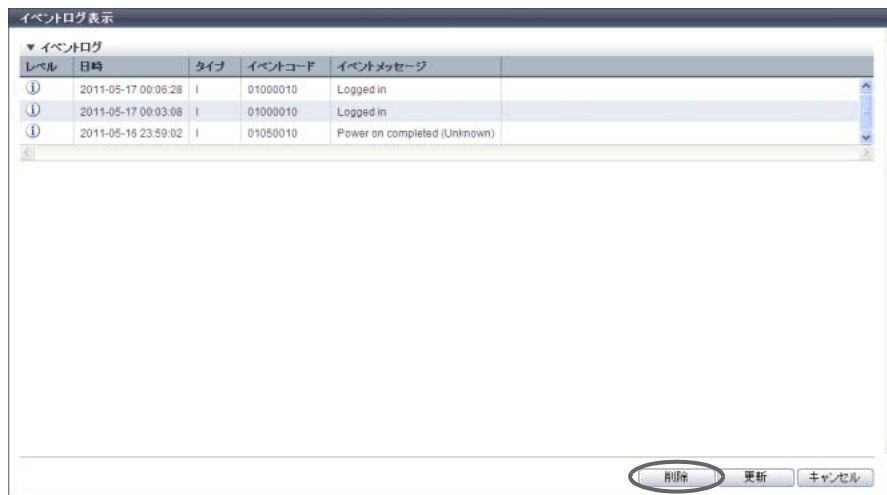 イベントログ表示
▼ イベントログ
レベル 日時 タイプ イベントコード イベントメッセージ
2011-05-17 00:06:28 I 01000010 Logged in
2011-05-17 00:03:08 I 01000010 Logged in
2011-05-16 23:59:02 I 01050010 Power on completed (Unknown)
削除 更新 キャンセル